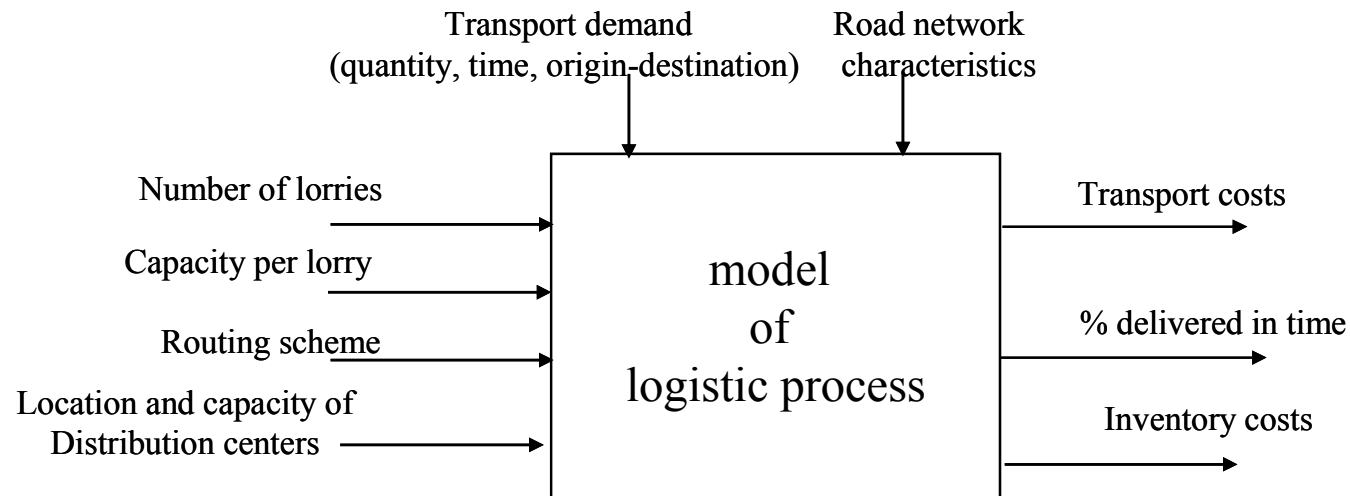 Transport demand
(quantity, time, origin-destination)
Road network
characteristics
Number of lorries
Capacity per lorry
Routing scheme
Location and capacity of
Distribution centers
model
of
logistic process
Transport costs
% delivered in time
Inventory costs